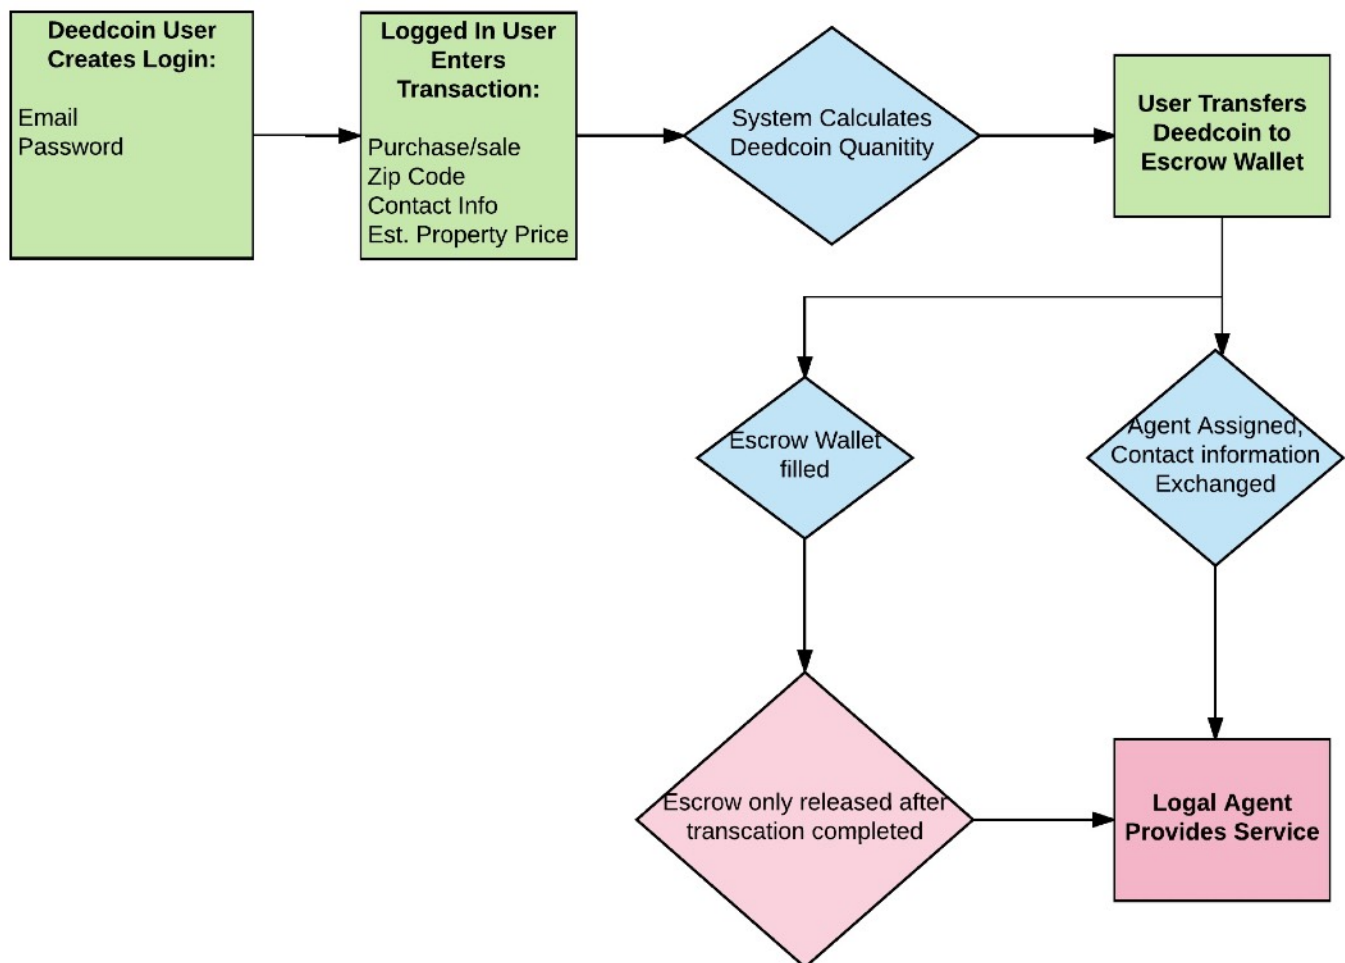 Deedcoin User
Creates Login:
Email
Password
Logged In User
Enters
Transaction:
Purchase/sale
Zip Code
Contact Info
Est. Property Price
System Calculates
Deedcoin Quanitity
User Transfers
Deedcoin to
Escrow Wallet
Escrow Wallet
filled
Agent Assigned,
Contact information
Exchanged
Escrow only released after
transcation completed
Logal Agent
Provides Service